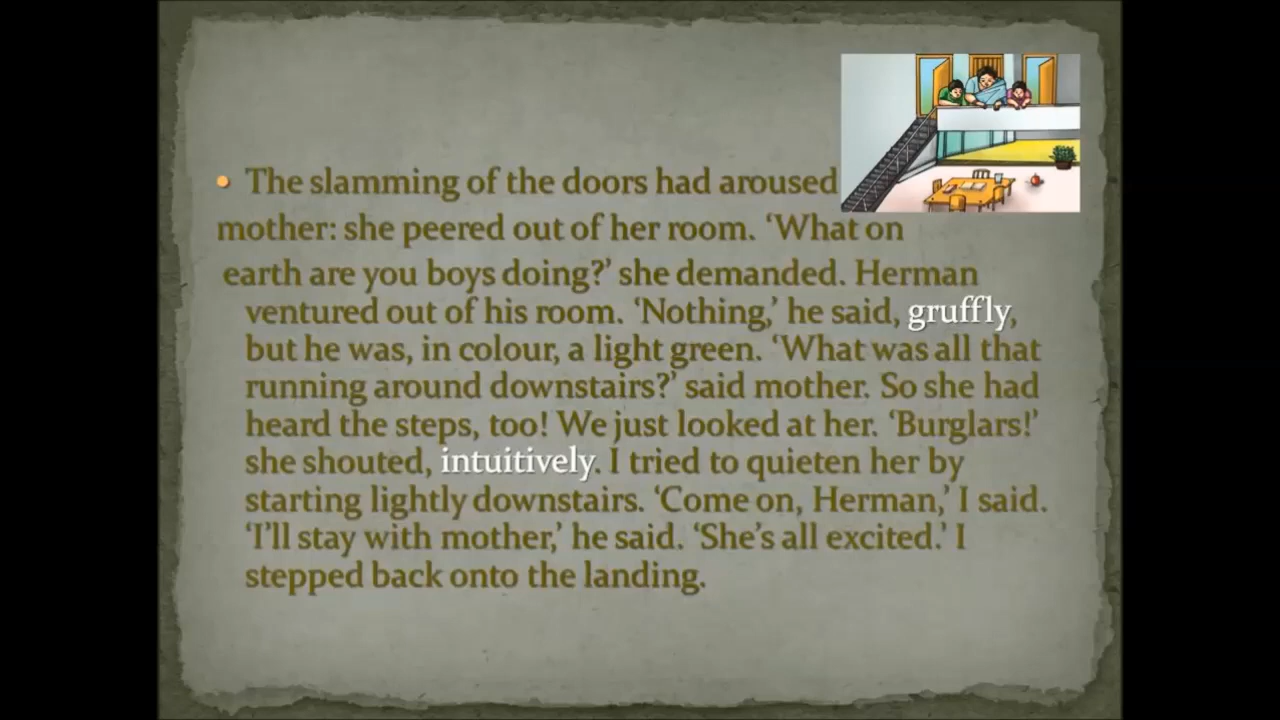 The slamming of the doors had aroused
mother: she peered out of her room. ‘What on
earth are you boys doing?’ she demanded. Herman
ventured out of his room. ‘Nothing,’ he said, gruffly,
but he was, in colour, a light green. ‘What was all that
running around downstairs?’ said mother. So she had
heard the steps, too! We just looked at her. ‘Burglars!’
she shouted, intuitively. I tried to quieten her by
starting lightly downstairs. ‘Come on, Herman,’ I said.
‘I’ll stay with mother,’ he said. ‘She’s all excited.’ I
stepped back onto the landing.